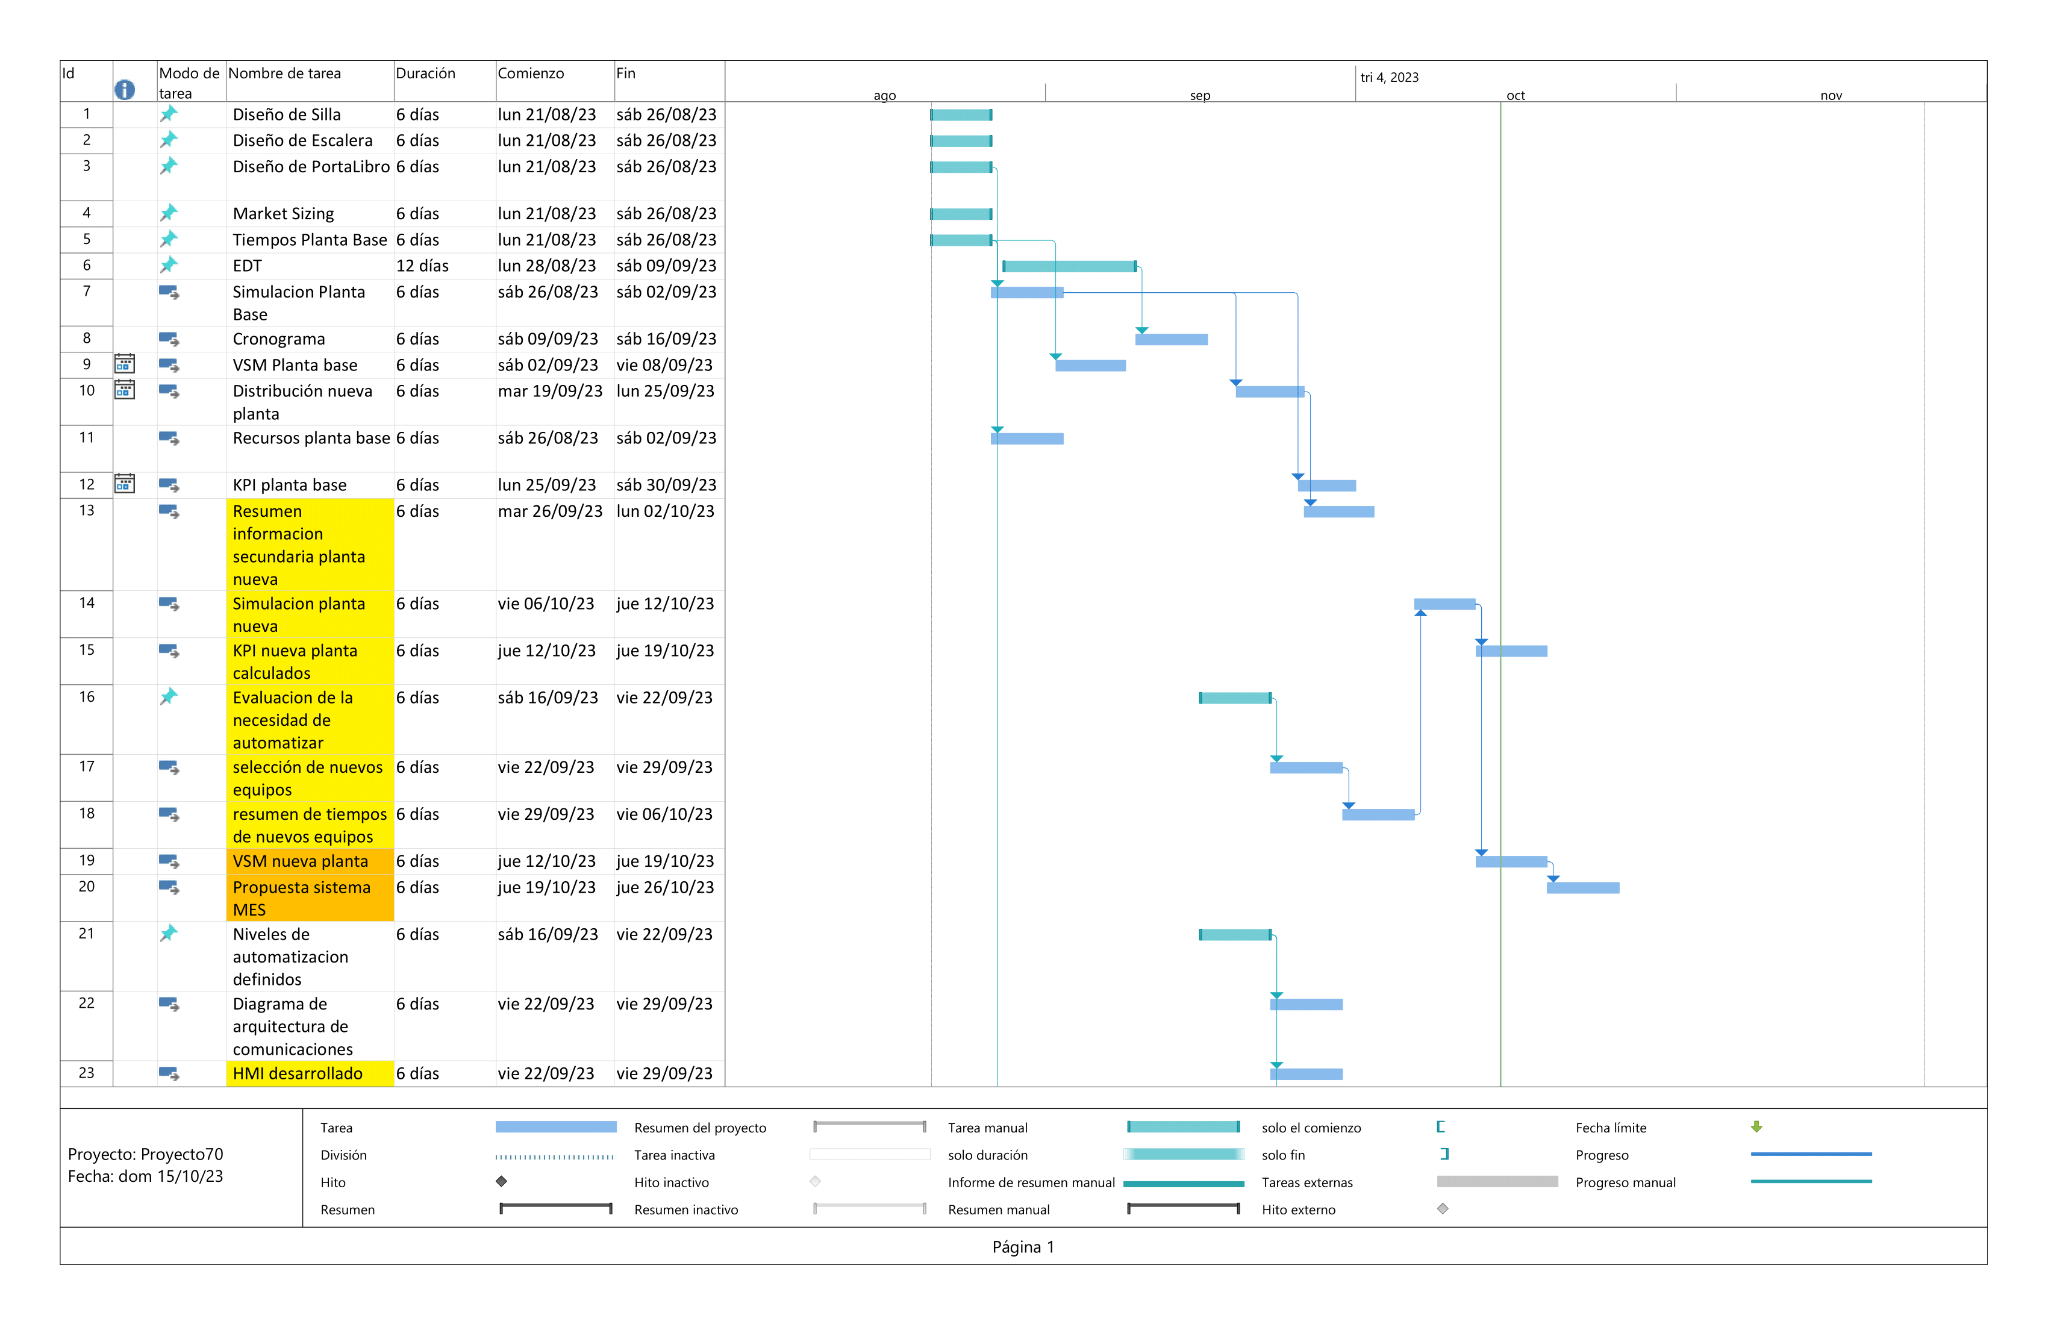 Id Modo de tarea Nombre de tarea Duración Comienzo Fin
tri 4, 2023
ago sep oct nov
1 Diseño de Silla 6 días lun 21/08/23 sáb 26/08/23
2 Diseño de Escalera 6 días lun 21/08/23 sáb 26/08/23
3 Diseño de PortaLibro 6 días lun 21/08/23 sáb 26/08/23
4 Market Sizing 6 días lun 21/08/23 sáb 26/08/23
5 Tiempos Planta Base 6 días lun 21/08/23 sáb 26/08/23
6 EDT 12 días lun 28/08/23 sáb 09/09/23
7 Simulacion Planta 6 días sáb 26/08/23 sáb 02/09/23
Base
8 Cronograma 6 días sáb 09/09/23 sáb 16/09/23
9 VSM Planta base 6 días sáb 02/09/23 vie 08/09/23
10 Distribución nueva 6 días mar 19/09/23 lun 25/09/23
planta
11 Recursos planta base 6 días sáb 26/08/23 sáb 02/09/23
12 KPI planta base 6 días lun 25/09/23 sáb 30/09/23
13 Resumen 6 días mar 26/09/23 lun 02/10/23
informacion
secundaria planta
nueva
14 Simulacion planta 6 días vie 06/10/23 jue 12/10/23
nueva
15 KPI nueva planta 6 días jue 12/10/23 jue 19/10/23
calculados
16 Evaluacion de la 6 días sáb 16/09/23 vie 22/09/23
necesidad de
automatizar
17 selección de nuevos 6 días vie 22/09/23 vie 29/09/23
equipos
18 resumen de tiempos 6 días vie 29/09/23 vie 06/10/23
de nuevos equipos
19 VSM nueva planta 6 días jue 12/10/23 jue 19/10/23
20 Propuesta sistema 6 días jue 19/10/23 jue 26/10/23
MES
21 Niveles de 6 días sáb 16/09/23 vie 22/09/23
automatizacion
definidos
22 Diagrama de 6 días vie 22/09/23 vie 29/09/23
arquitectura de
comunicaciones
23 HMI desarrollado 6 días vie 22/09/23 vie 29/09/23
Proyecto: Proyecto70
Fecha: dom 15/10/23
Tarea Resumen del proyecto Tarea manual solo el comienzo Fecha límite
División Tarea inactiva solo duración solo fin Progreso
Hito Hito inactivo Informe de resumen manual Tareas externas Progreso manual
Resumen Resumen inactivo Resumen manual Hito externo
Página 1